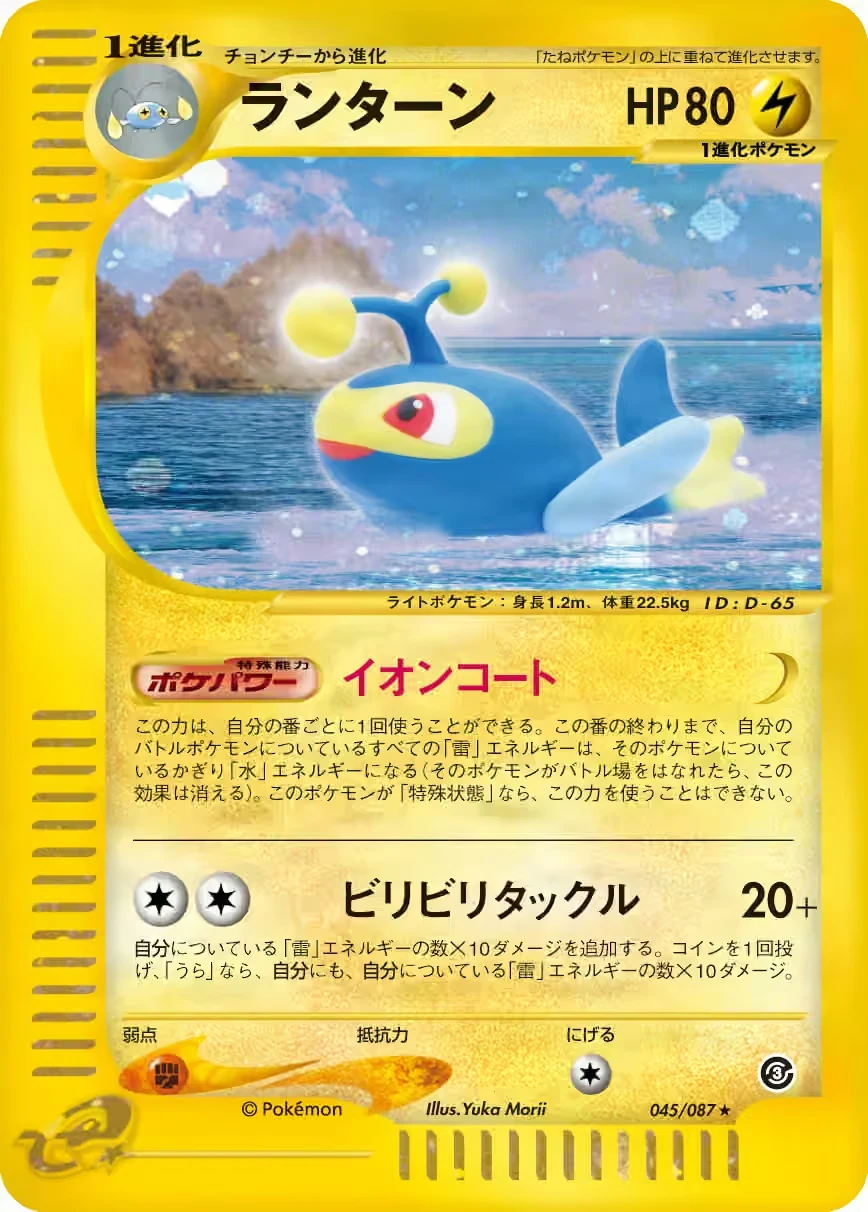 1進化
チョンチーから進化
「たねポケモン」の上に重ねて進化させます。
ランターン
HP80
1進化ポケモン
ライトポケモン：身長1.2m、体重22.5kg ID:D-65
特殊能力
ポケパワー
イオンコート
この力は、自分の番ごとに1回使うことができる。この番の終わりまで、自分の
バトルポケモンについているすべての「雷」エネルギーは、そのポケモンについて
いるかぎり「水」エネルギーになる（そのポケモンがバトル場をはなれたら、この
効果は消える）。このポケモンが「特殊状態」なら、この力を使うことはできない。
ビリビリタックル
20+
自分についている「雷」エネルギーの数×10ダメージを追加する。コインを1回投
げ、「うら」なら、自分にも、自分についている「雷」エネルギーの数×10ダメージ。
弱点
抵抗力
にげる
3
© Pokémon
Illus.Yuka Morii
045/087★
e